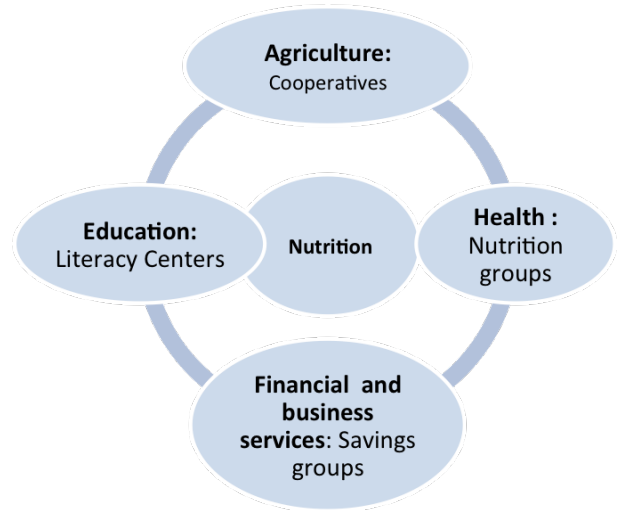 Agriculture:
Cooperatives
Education:
Literacy Centers
Nutrition
Health :
Nutrition
groups
Financial and
business
services: Savings
groups